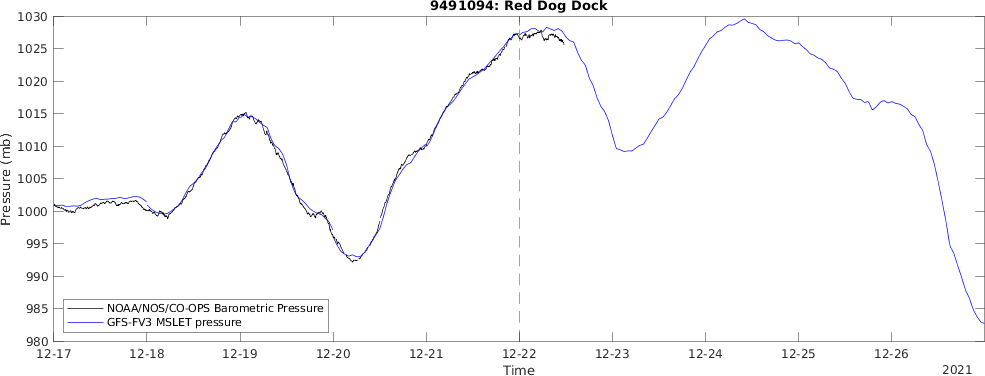 9491094: Red Dog Dock
Pressure (mb)
1030
1025
1020
1015
1010
1005
1000
995
990
985
980
NOAA/NOS/CO-OPS Barometric Pressure
GFS-FV3 MSLET pressure
12-17 12-18 12-19 12-20 12-21 12-22 12-23 12-24 12-25 12-26
Time
2021